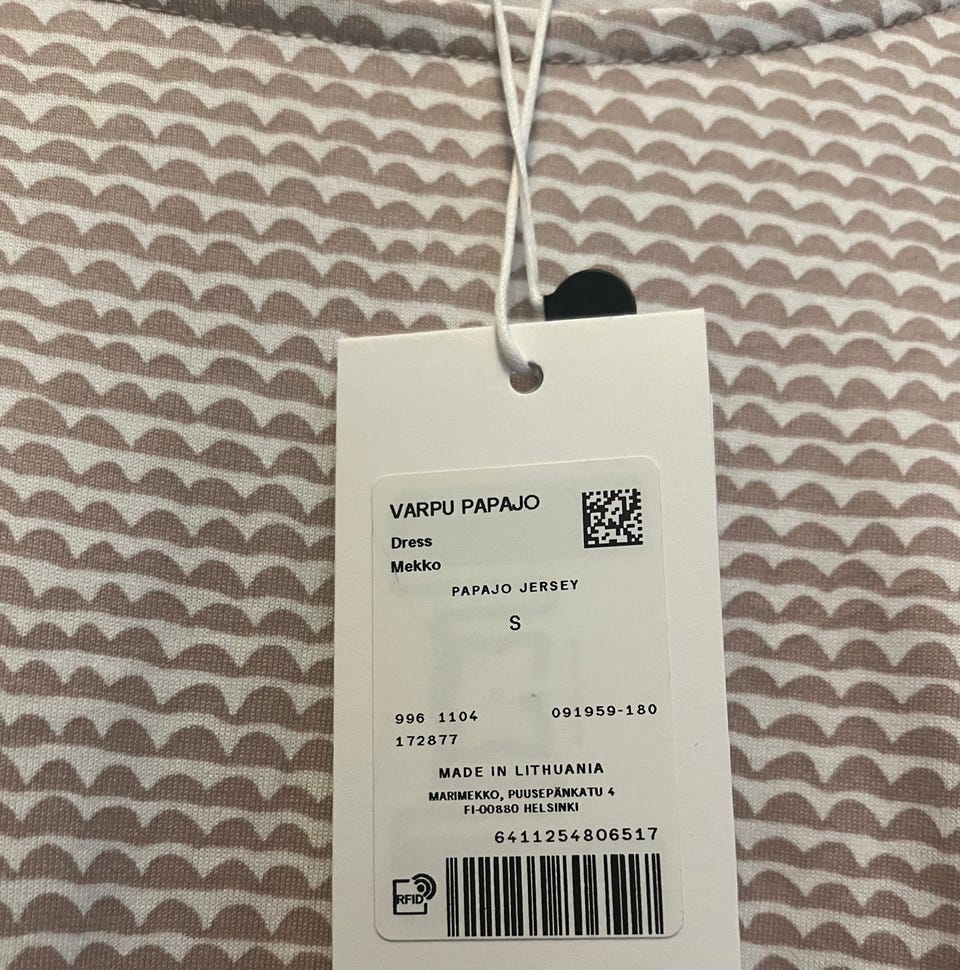 VARPU PAPAJO
Dress
Mekko
PAPAJO JERSEY
S
996 1104 091959-180
172877
MADE IN LITHUANIA
MARIMEKKO, PUUSEPÄNKATU 4
FI-00880 HELSINKI
6411254806517
RFID